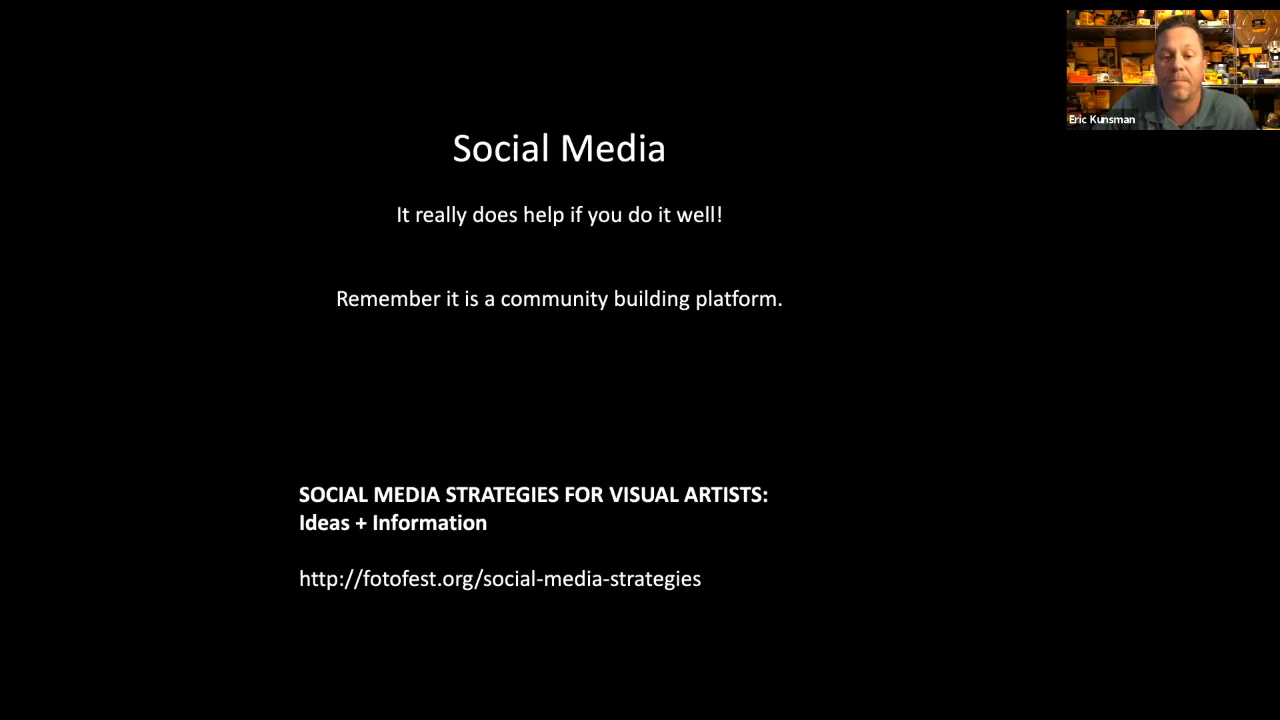 Social Media
It really does help if you do it well!
Remember it is a community building platform.
SOCIAL MEDIA STRATEGIES FOR VISUAL ARTISTS:
Ideas + Information
http://fotofest.org/social-media-strategies
Eric Kunsman